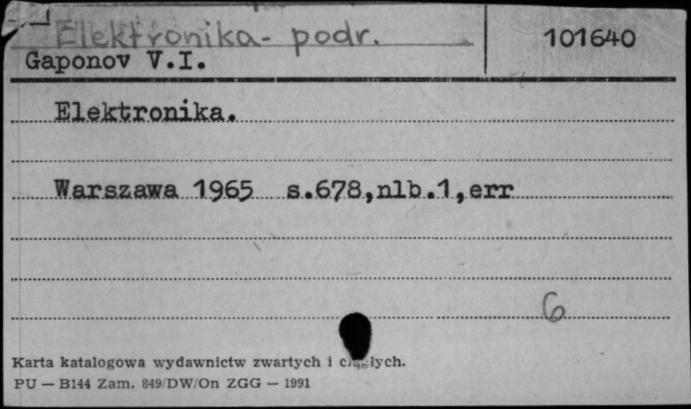 Elektronika - podr.
101640
Gaponov V.I.
Elektronika.
Warszawa 1965 s.678,nlb.1,err
6
Karta katalogowa wydawnictw zwartych i
PU — B144 Zam. 849/DW/On ZGG — 1991